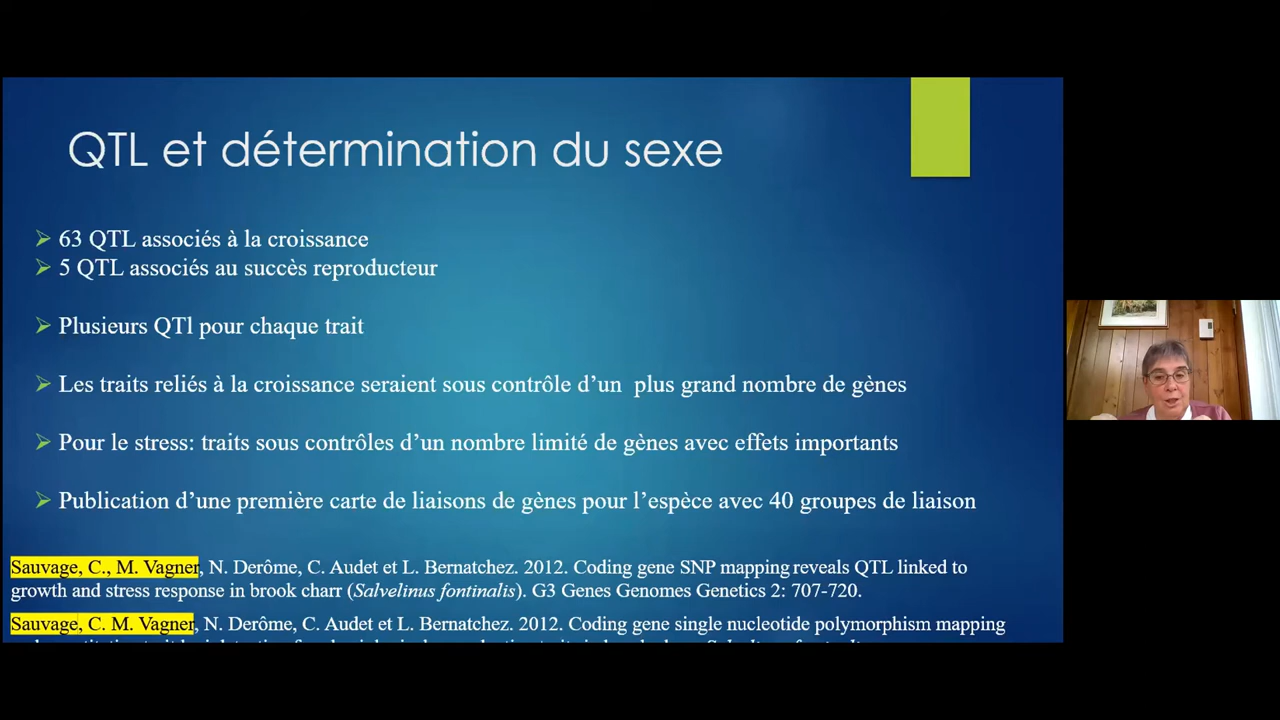 QTL et détermination du sexe
63 QTL associés à la croissance
5 QTL associés au succès reproducteur
Plusieurs QTl pour chaque trait
Les traits reliés à la croissance seraient sous contrôle d’un plus grand nombre de gènes
Pour le stress: traits sous contrôles d’un nombre limité de gènes avec effets importants
Publication d’une première carte de liaisons de gènes pour l’espèce avec 40 groupes de liaison
Sauvage, C., M. Vagner, N. Derôme, C. Audet et L. Bernatchez. 2012. Coding gene SNP mapping reveals QTL linked to
growth and stress response in brook charr (Salvelinus fontinalis). G3 Genes Genomes Genetics 2: 707-720.
Sauvage, C. M. Vagner, N. Derôme, C. Audet et L. Bernatchez. 2012. Coding gene single nucleotide polymorphism mapping